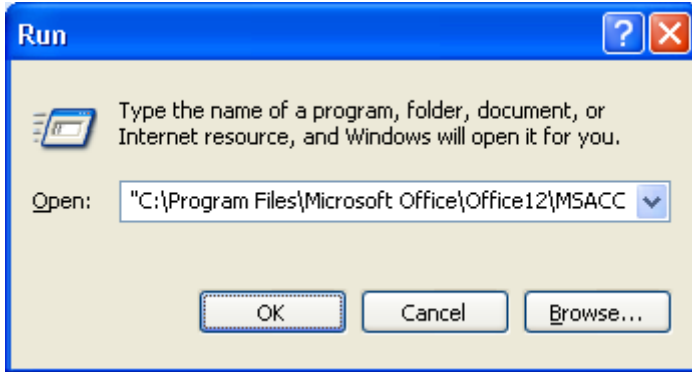 Run
Type the name of a program, folder, document, or
Internet resource, and Windows will open it for you.
Open: "C:\Program Files\Microsoft Office\Office12\MSACC
OK Cancel Browse...